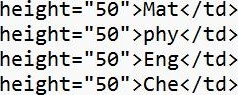 height="50">Mat</td>
height="50">phy</td>
height="50">Eng</td>
height="50">Che</td>